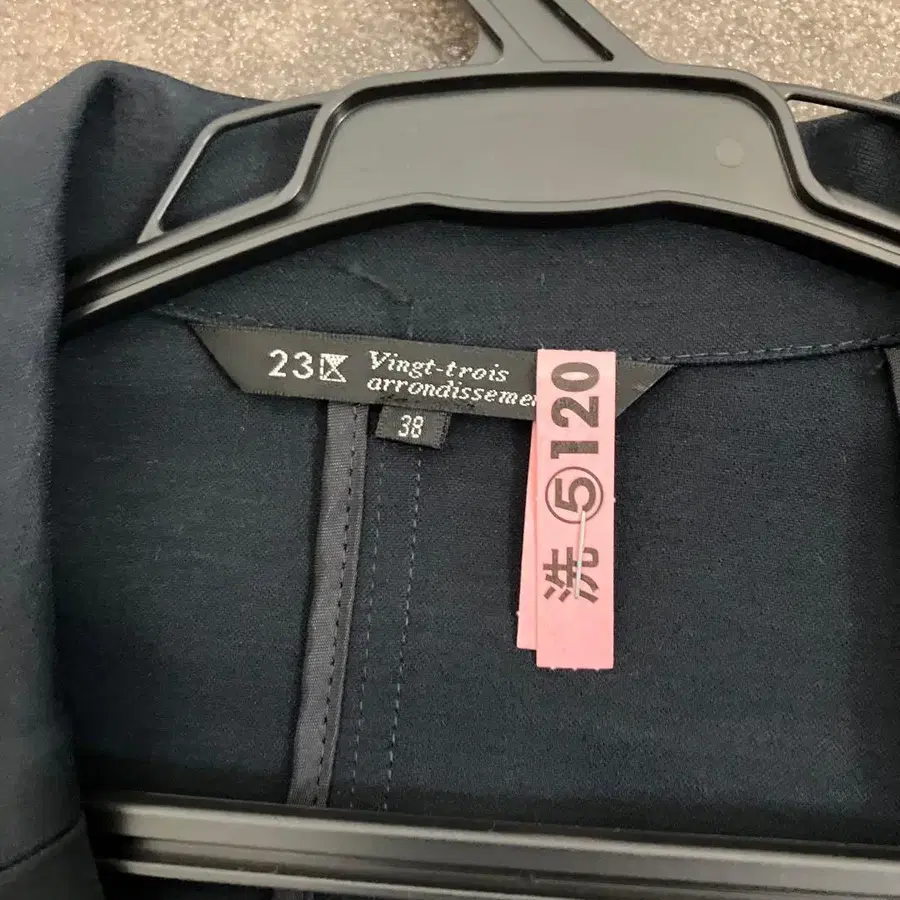 23区 Vingt-trois
arrondisseme
38
洗⑤120